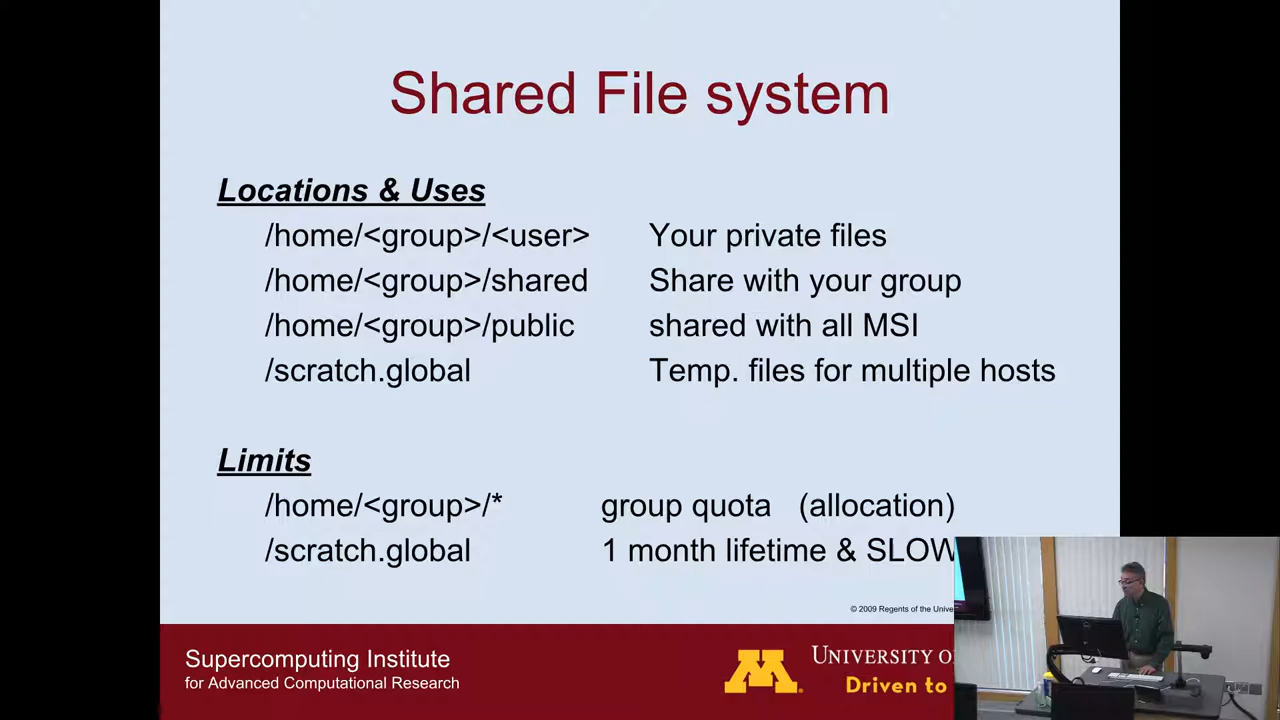 Shared File system
Locations & Uses
/home/<group>/<user> Your private files
/home/<group>/shared Share with your group
/home/<group>/public shared with all MSI
/scratch.global Temp. files for multiple hosts
Limits
/home/<group>/* group quota (allocation)
/scratch.global 1 month lifetime & SLOW
© 2009 Regents of the
Supercomputing Institute
for Advanced Computational Research
UNIVERSITY OF
Driven to